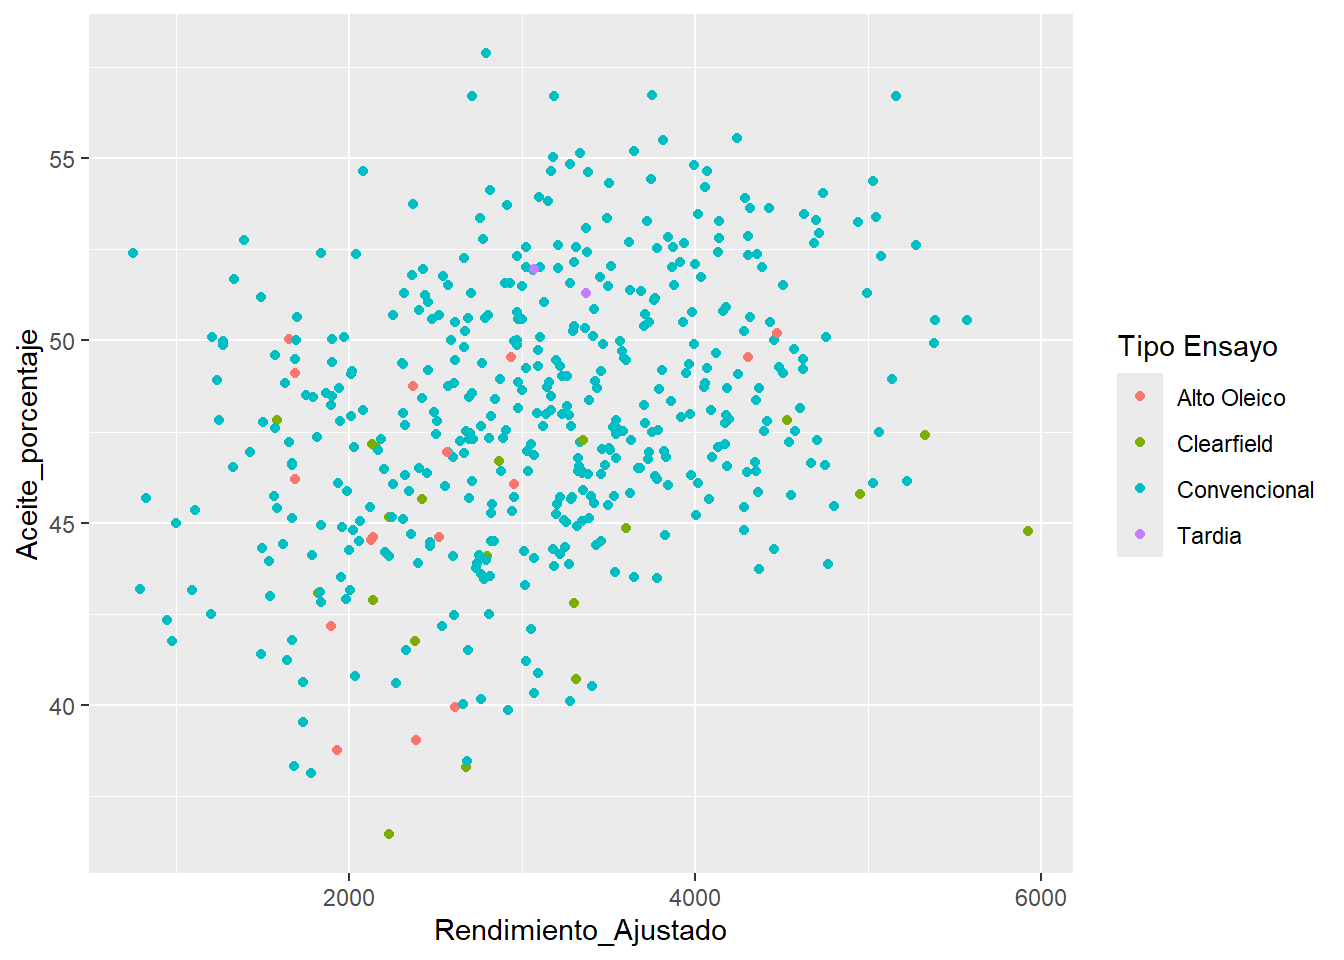 Aceite_porcentaje
55
50
45
40
2000
4000
6000
Rendimiento_Ajustado
Tipo Ensayo
Alto Oleico
Clearfield
Convencional
Tardia